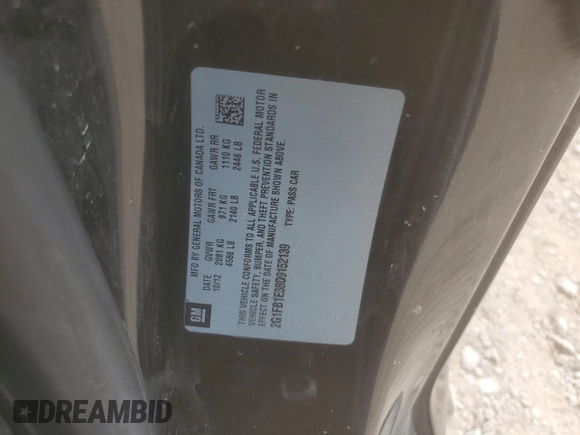 MFD BY GENERAL MOTORS OF CANADA LTD.
DATE GVWR GAWR FRT GAWR RR
10/12 2081 KG 971 KG 1110 KG
4586 LB 2140 LB 2446 LB
THIS VEHICLE CONFORMS TO ALL APPLICABLE U.S. FEDERAL MOTOR
VEHICLE SAFETY, BUMPER, AND THEFT PREVENTION STANDARDS IN
EFFECT ON THE DATE OF MANUFACTURE SHOWN ABOVE.
2G1FB1E38D9152139 TYPE: PASS CAR
GM
DREAMBID